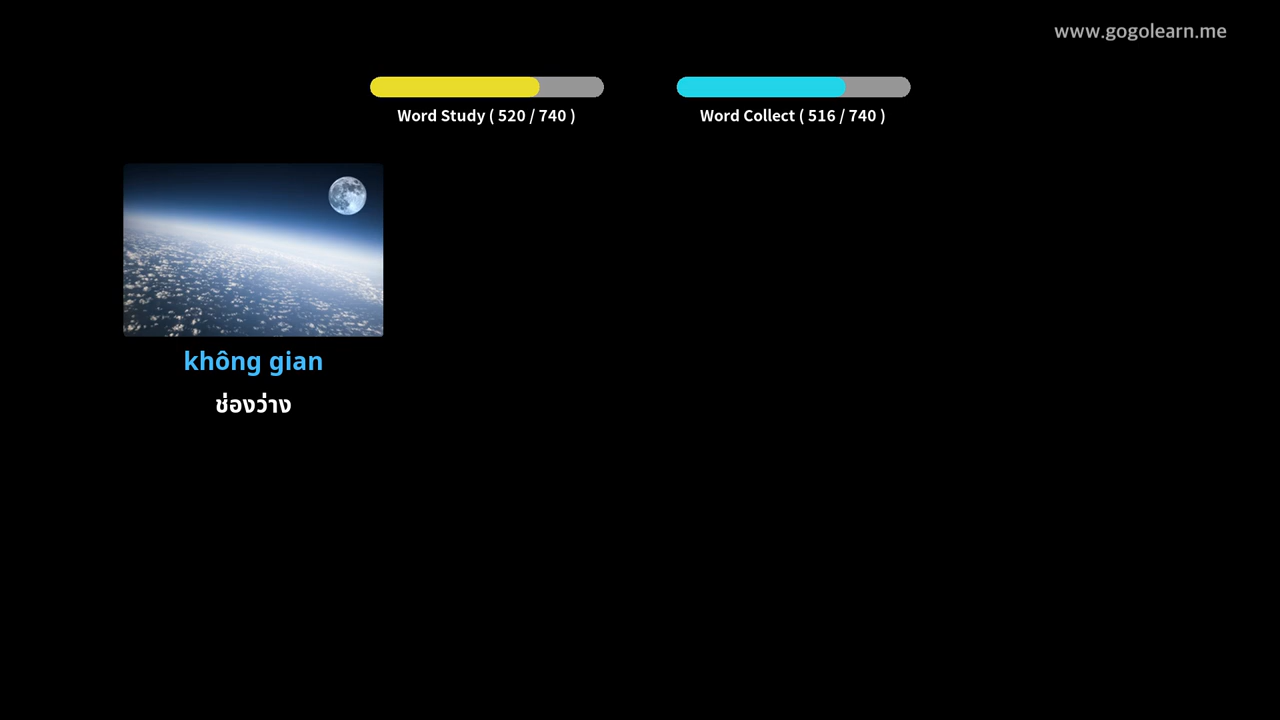 www.gogolearn.me
Word Study ( 520 / 740 )
Word Collect ( 516 / 740 )
không gian
ช่องว่าง